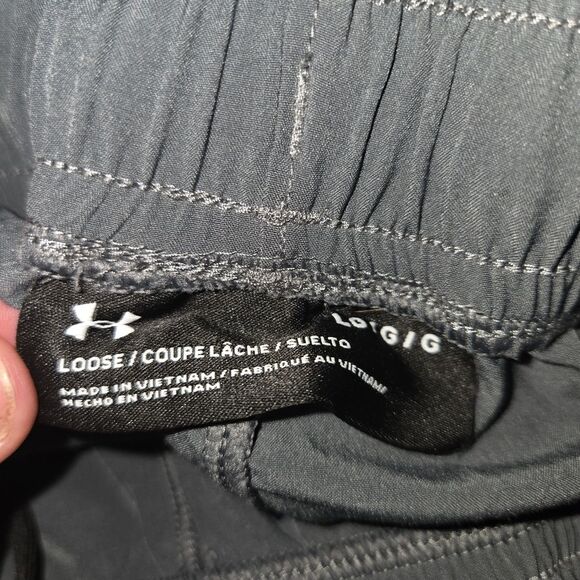 LOOSE / COUPE LÂCHE / SUELTO
G / G
MADE IN VIETNAM / FABRIQUÉ AU VIETNAM
HECHO EN VIETNAM